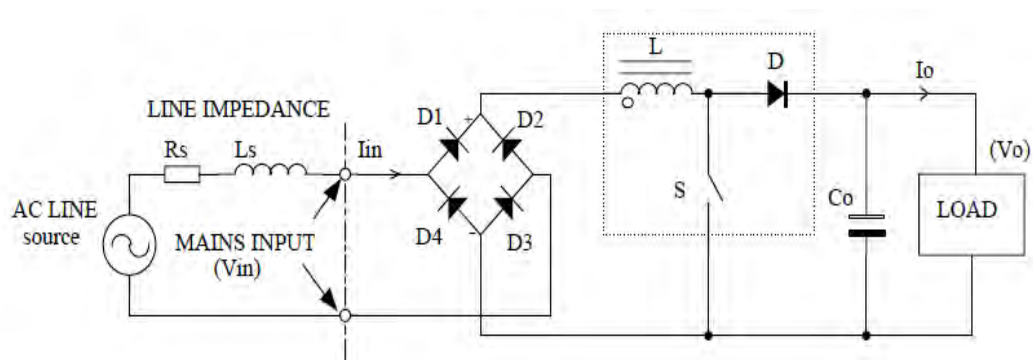 L
D
Io
LINE IMPEDANCE
D1
D2
Rs
Ls
Iin
+
(Vo)
S
Co
LOAD
AC LINE
source
MAINS INPUT
(Vin)
D4
-
D3